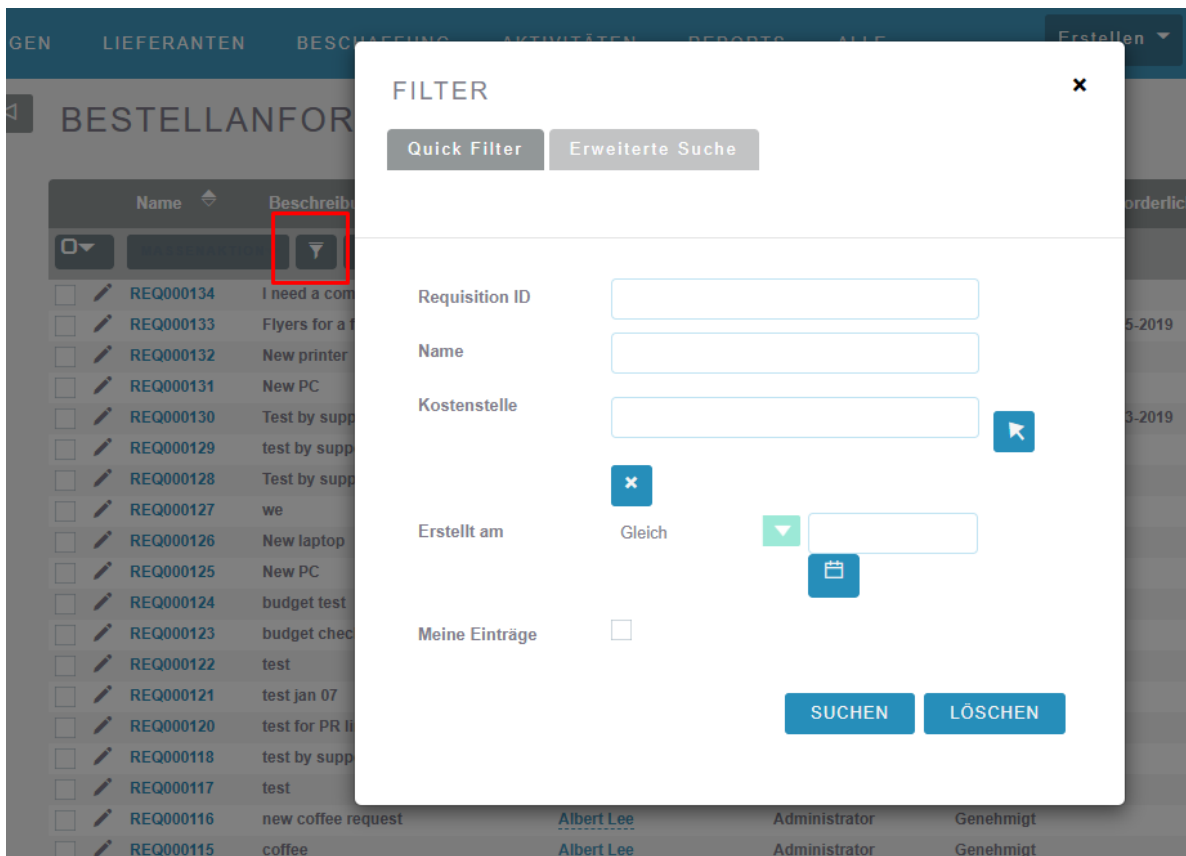 GEN LIEFERANTEN BESCHAFFUNG AKTIVITÄTEN REPORTS ALLE Erstellen
BESTELLANFOR
FILTER
Quick Filter Erweiterte Suche
Name Beschreibu orderlic
Requisition ID
Name
Kostenstelle
Erstellt am Gleich
Meine Einträge
SUCHEN LÖSCHEN
REQ000134 I need a com
REQ000133 Flyers for a f 5-2019
REQ000132 New printer
REQ000131 New PC
REQ000130 Test by supp 3-2019
REQ000129 test by suppo
REQ000128 Test by supp
REQ000127 we
REQ000126 New laptop
REQ000125 New PC
REQ000124 budget test
REQ000123 budget chec
REQ000122 test
REQ000121 test jan 07
REQ000120 test for PR li
REQ000118 test by supp
REQ000117 test
REQ000116 new coffee request Albert Lee Administrator Genehmigt
REQ000115 coffee Albert Lee Administrator Genehmigt